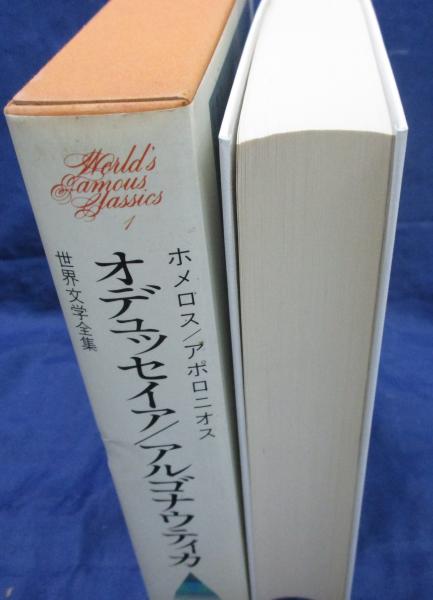 World's
Famous
Classics
1
世界文学全集
ホメロス/アポロニオス
オデュッセイア/アルゴナウティカ